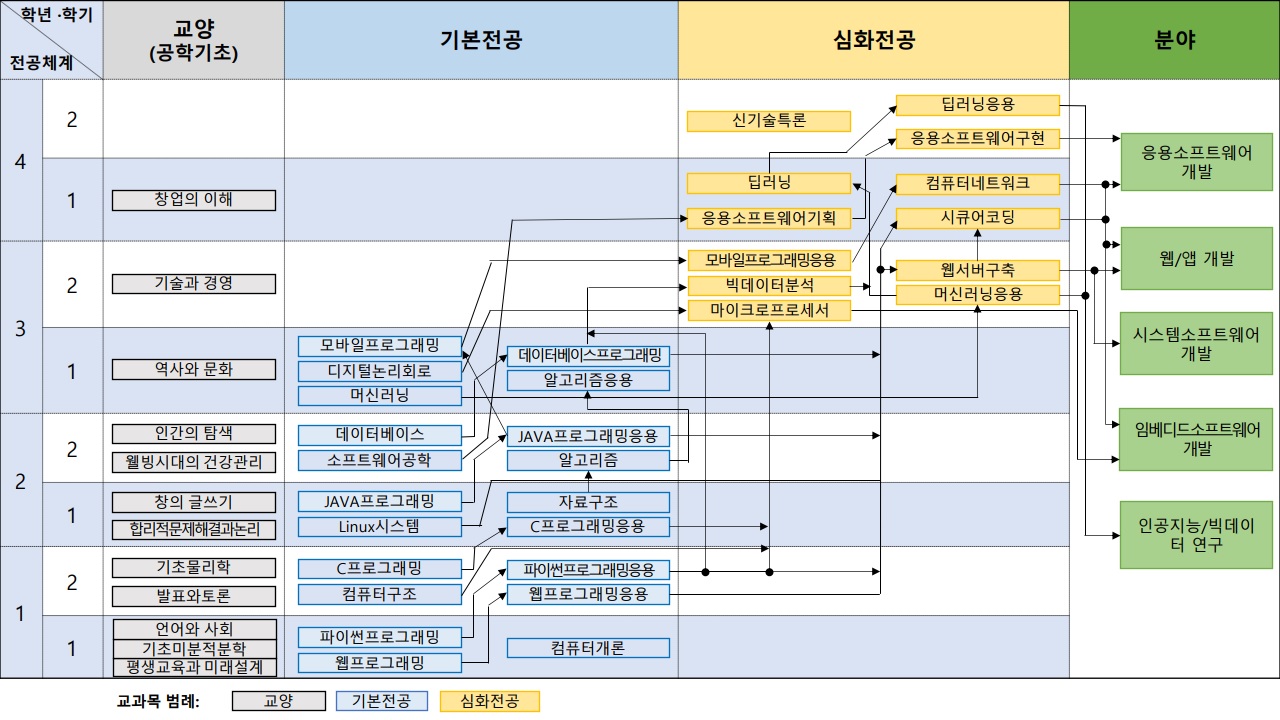 학년 ·학기
전공체계
교양
(공학기초)
기본전공
심화전공
분야
4
2
신기술특론
딥러닝응용
응용소프트웨어구현
응용소프트웨어
개발
1
창업의 이해
딥러닝
응용소프트웨어기획
컴퓨터네트워크
시큐어코딩
웹/앱 개발
3
2
기술과 경영
모바일프로그래밍응용
빅데이터분석
마이크로프로세서
웹서버구축
머신러닝응용
시스템소프트웨어
개발
1
역사와 문화
모바일프로그래밍
디지털논리회로
머신러닝
데이터베이스프로그래밍
알고리즘응용
2
2
인간의 탐색
웰빙시대의 건강관리
데이터베이스
소프트웨어공학
JAVA프로그래밍응용
알고리즘
임베디드소프트웨어
개발
1
창의 글쓰기
합리적문제해결과논리
JAVA프로그래밍
Linux시스템
자료구조
C프로그래밍응용
인공지능/빅데이
터 연구
1
2
기초물리학
발표와토론
C프로그래밍
컴퓨터구조
파이썬프로그래밍응용
웹프로그래밍응용
1
언어와 사회
기초미분적분학
평생교육과 미래설계
파이썬프로그래밍
웹프로그래밍
컴퓨터개론
교과목 범례:
교양
기본전공
심화전공